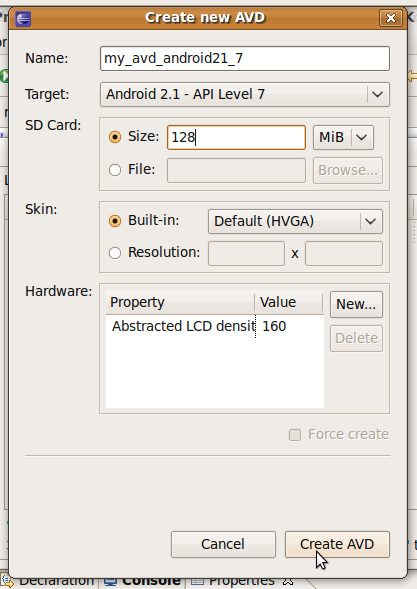 Create new AVD
Name: my_avd_android21_7
Target: Android 2.1 - API Level 7
SD Card:
Size: 128 MiB
File: Browse...
Skin:
Built-in: Default (HVGA)
Resolution: x
Hardware:
Property Value New...
Abstracted LCD densit 160
Delete
Force create
Cancel Create AVD
Declaration Console Properties